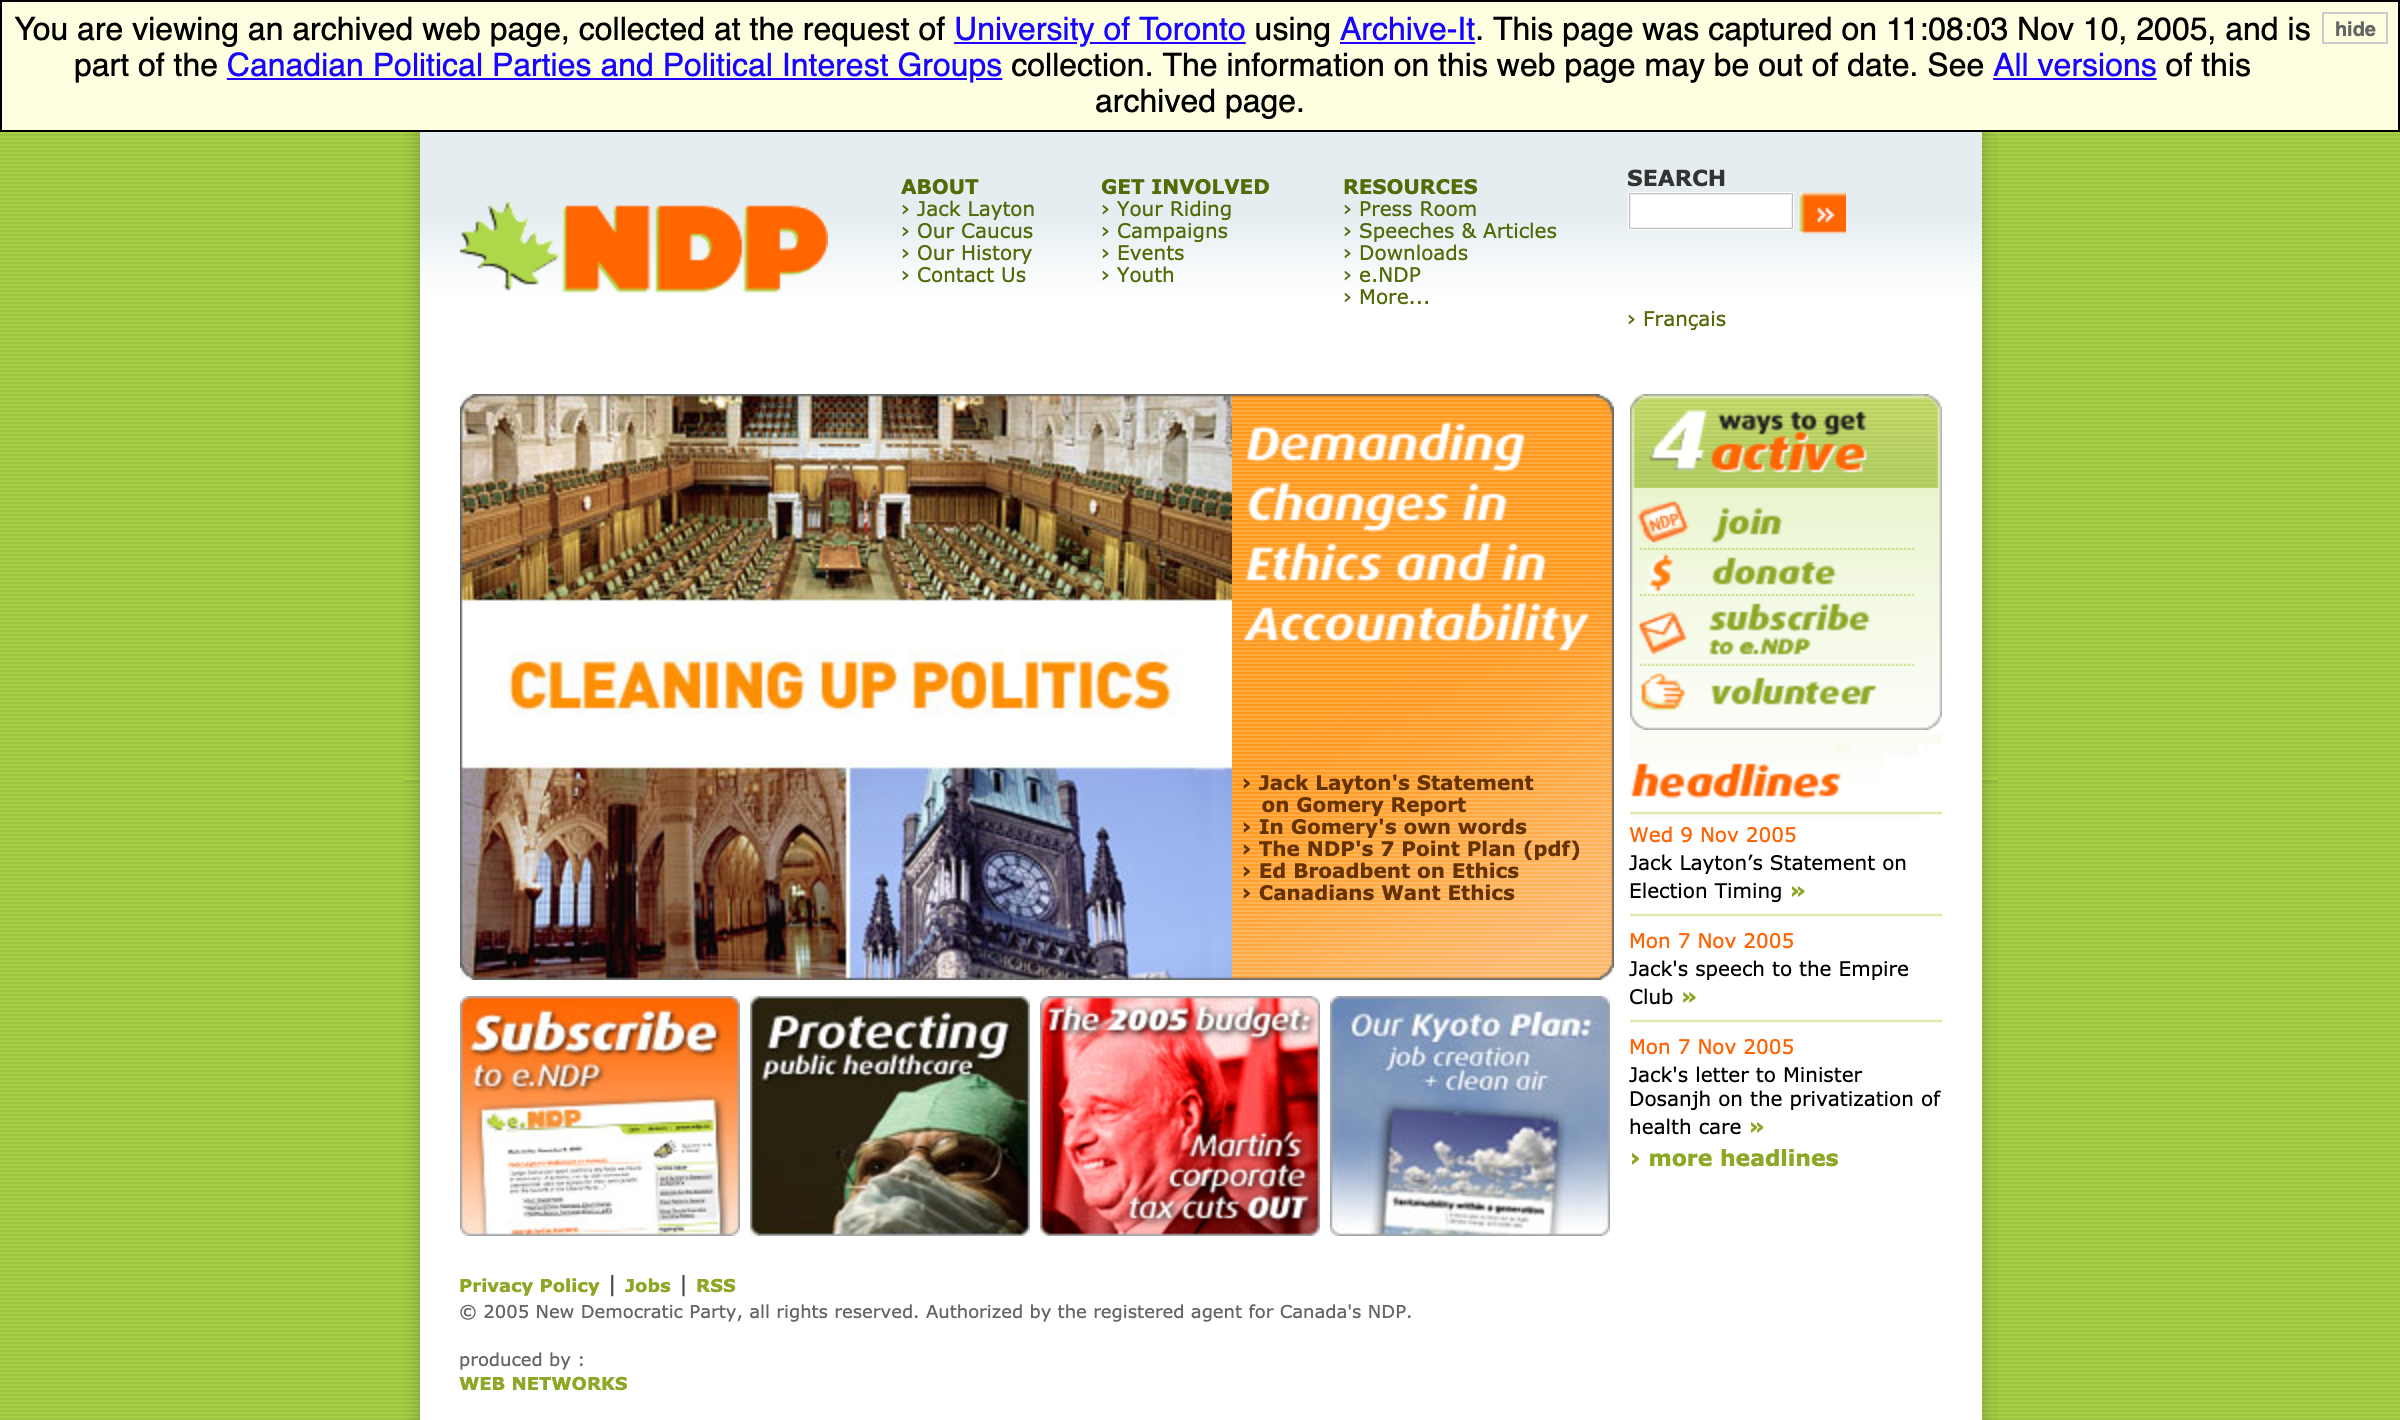 You are viewing an archived web page, collected at the request of University of Toronto using Archive-It. This page was captured on 11:08:03 Nov 10, 2005, and is
part of the Canadian Political Parties and Political Interest Groups collection. The information on this web page may be out of date. See All versions of this
archived page.
hide
NDP
ABOUT
› Jack Layton
› Our Caucus
› Our History
› Contact Us
GET INVOLVED
› Your Riding
› Campaigns
› Events
› Youth
RESOURCES
› Press Room
› Speeches & Articles
› Downloads
› e.NDP
› More...
SEARCH
»
› Français
CLEANING UP POLITICS
Demanding
Changes in
Ethics and in
Accountability
› Jack Layton's Statement
on Gomery Report
› In Gomery's own words
› The NDP's 7 Point Plan (pdf)
› Ed Broadbent on Ethics
› Canadians Want Ethics
4 ways to get
active
NDP join
$ donate
subscribe
to e.NDP
volunteer
headlines
Wed 9 Nov 2005
Jack Layton’s Statement on
Election Timing »
Mon 7 Nov 2005
Jack's speech to the Empire
Club »
Mon 7 Nov 2005
Jack's letter to Minister
Dosanjh on the privatization of
health care »
› more headlines
Subscribe
to e.NDP
e.NDP
Protecting
public healthcare
The 2005 budget:
Martin’s
corporate
tax cuts OUT
Our Kyoto Plan:
job creation
+ clean air
Sustainability within a generation
Privacy Policy | Jobs | RSS
© 2005 New Democratic Party, all rights reserved. Authorized by the registered agent for Canada's NDP.
produced by :
WEB NETWORKS